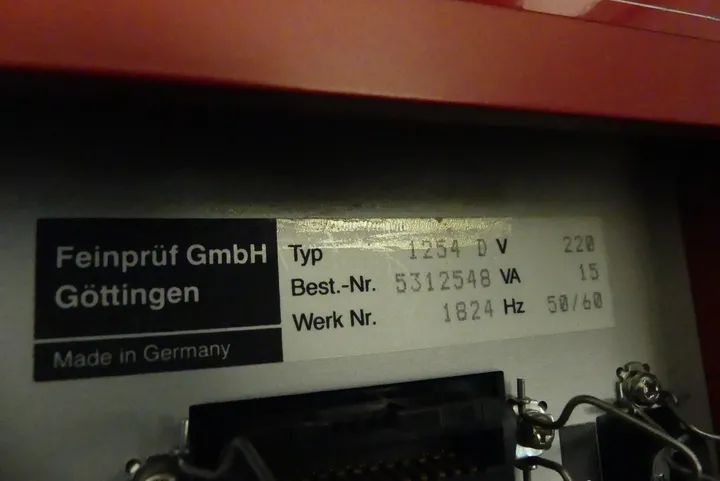 Feinprüf GmbH
Göttingen
Made in Germany
Typ 1254 D V 220
Best.-Nr. 5312548 VA 15
Werk Nr. 1824 Hz 50/60